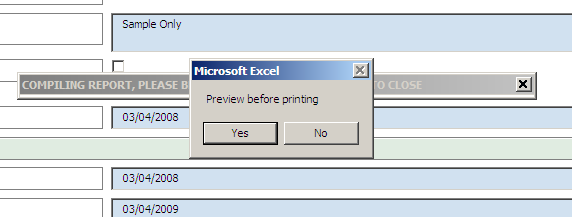 Sample Only
Microsoft Excel
COMPILING REPORT, PLEASE B
TO CLOSE
Preview before printing
03/04/2008
Yes
No
03/04/2008
03/04/2009